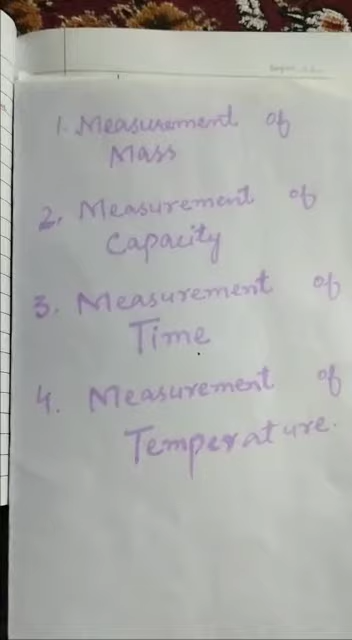 1. Measurement of
Mass
2. Measurement of
Capacity
3. Measurement of
Time
4. Measurement of
Temperature.